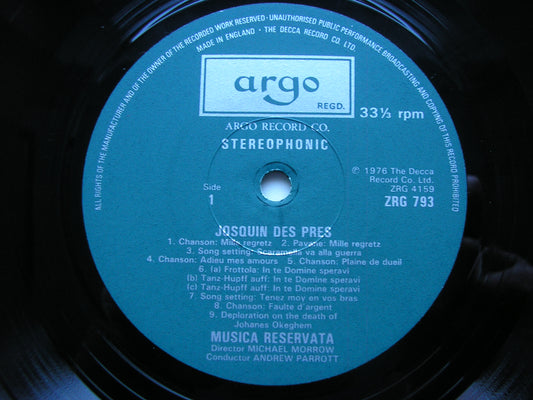 ALL RIGHTS OF THE MANUFACTURER AND OF THE OWNER OF THE RECORDED WORK RESERVED · UNAUTHORISED PUBLIC PERFORMANCE BROADCASTING AND COPYING OF THIS RECORD PROHIBITED
MADE IN ENGLAND · THE DECCA RECORD CO. LTD.
argo
REGD.
33⅓ rpm
ARGO RECORD CO.
STEREOPHONIC
Side
1
℗ 1976 The Decca
Record Co. Ltd.
ZRG 4159
ZRG 793
JOSQUIN DES PRES
1. Chanson: Mille regretz 2. Pavane: Mille regretz
3. Song setting: Scaramella va alla guerra
4. Chanson: Adieu mes amours 5. Chanson: Plaine de dueil
6. (a) Frottola: In te Domine speravi
(b) Tanz-Hupff auff: In te Domine speravi
(c) Tanz-Hupff auff: In te Domine speravi
7. Song setting: Tenez moy en vos bras
8. Chanson: Faulte d'argent
9. Deploration on the death of
Johanes Okeghem
MUSICA RESERVATA
Director MICHAEL MORROW
Conductor ANDREW PARROTT